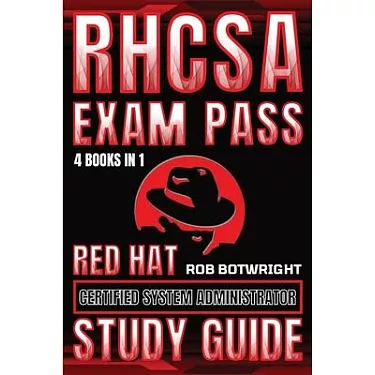 RHCSA
EXAM PASS
4 BOOKS IN 1
RED HAT
ROB BOTWRIGHT
CERTIFIED SYSTEM ADMINISTRATOR
STUDY GUIDE